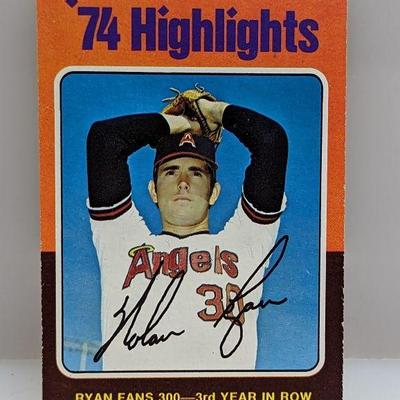 '74 Highlights
A
Angels
30
Nolan Ryan
RYAN FANS 300—3rd YEAR IN ROW